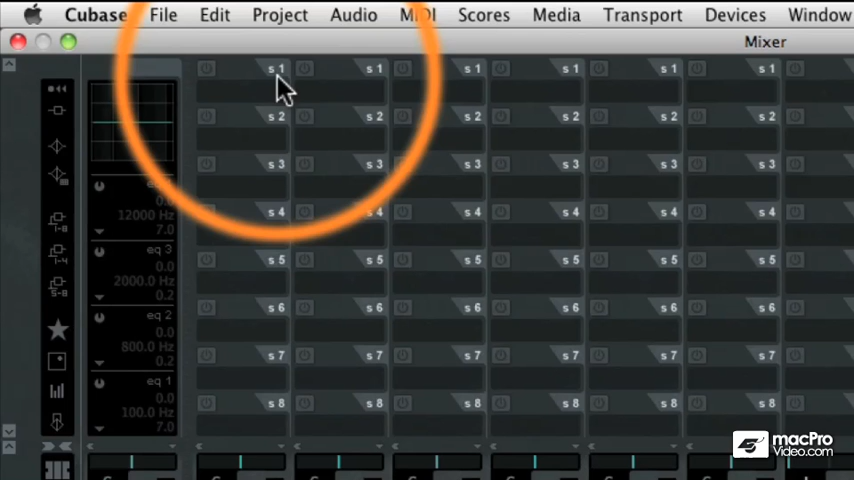 Cubase File Edit Project Audio MIDI Scores Media Transport Devices Window
Mixer
s 1 s 1 s 1 s 1 s 1 s 1
s 2 s 2 s 2 s 2 s 2 s 2
s 3 s 3 s 3 s 3 s 3 s 3
s 4 s 4 s 4 s 4 s 4 s 4
s 5 s 5 s 5 s 5 s 5 s 5
s 6 s 6 s 6 s 6 s 6 s 6
s 7 s 7 s 7 s 7 s 7 s 7
s 8 s 8 s 8 s 8 s 8 s 8
12000 Hz
7.0
eq 3
0.0
2000.0 Hz
0.2
eq 2
0.0
800.0 Hz
0.2
eq 1
0.0
100.0 Hz
7.0
1-8
1-4
5-8
macPro
Video.com